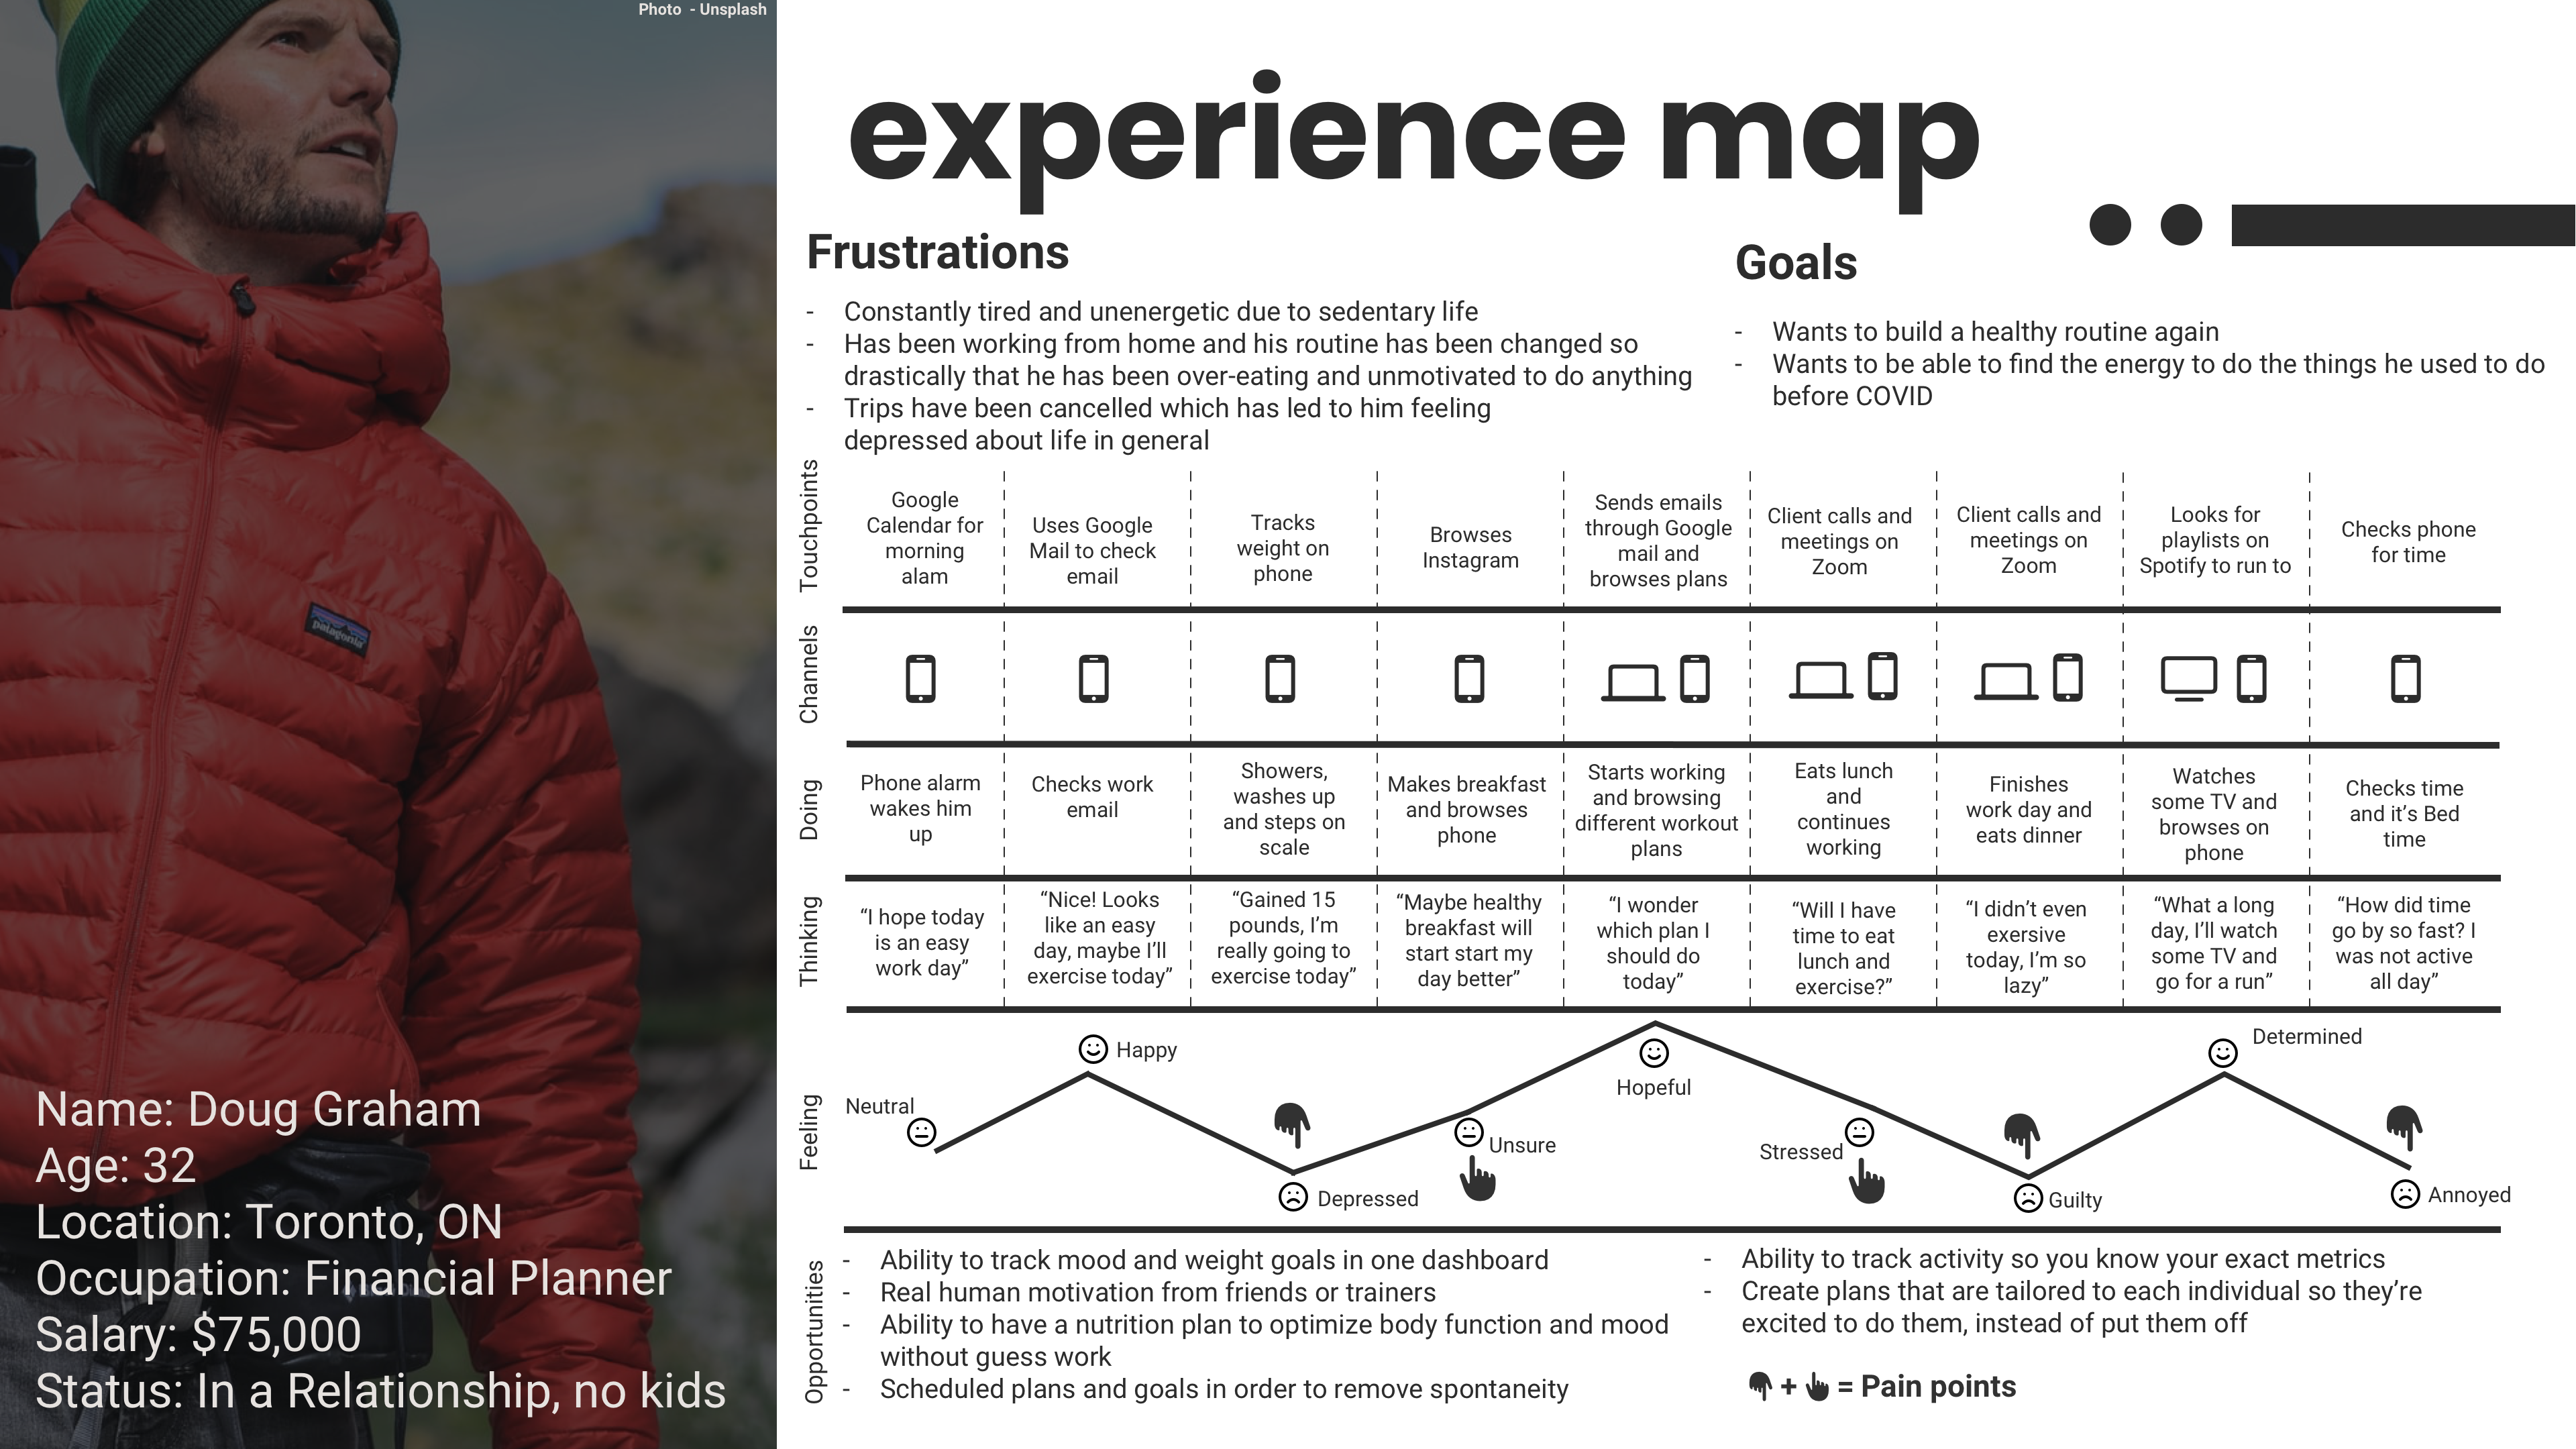 Photo - Unsplash
experience map
Frustrations
- Constantly tired and unenergetic due to sedentary life
- Has been working from home and his routine has been changed so
drastically that he has been over-eating and unmotivated to do anything
- Trips have been cancelled which has led to him feeling
depressed about life in general
Goals
- Wants to build a healthy routine again
- Wants to be able to find the energy to do the things he used to do
before COVID
patagonia
Name: Doug Graham
Age: 32
Location: Toronto, ON
Occupation: Financial Planner
Salary: $75,000
Status: In a Relationship, no kids
Touchpoints
Google
Calendar for
morning
alam
Uses Google
Mail to check
email
Tracks
weight on
phone
Browses
Instagram
Sends emails
through Google
mail and
browses plans
Client calls and
meetings on
Zoom
Client calls and
meetings on
Zoom
Looks for
playlists on
Spotify to run to
Checks phone
for time
Channels
Doing
Phone alarm
wakes him
up
Checks work
email
Showers,
washes up
and steps on
scale
Makes breakfast
and browses
phone
Starts working
and browsing
different workout
plans
Eats lunch
and
continues
working
Finishes
work day and
eats dinner
Watches
some TV and
browses on
phone
Checks time
and it’s Bed
time
Thinking
“I hope today
is an easy
work day”
“Nice! Looks
like an easy
day, maybe I’ll
exercise today”
“Gained 15
pounds, I’m
really going to
exercise today”
“Maybe healthy
breakfast will
start start my
day better”
“I wonder
which plan I
should do
today”
“Will I have
time to eat
lunch and
exercise?”
“I didn’t even
exersive
today, I’m so
lazy”
“What a long
day, I’ll watch
some TV and
go for a run”
“How did time
go by so fast? I
was not active
all day”
Feeling
Neutral
Happy
Depressed
Unsure
Hopeful
Stressed
Guilty
Determined
Annoyed
Opportunities
- Ability to track mood and weight goals in one dashboard
- Real human motivation from friends or trainers
- Ability to have a nutrition plan to optimize body function and mood
without guess work
- Scheduled plans and goals in order to remove spontaneity
- Ability to track activity so you know your exact metrics
- Create plans that are tailored to each individual so they’re
excited to do them, instead of put them off
+ = Pain points